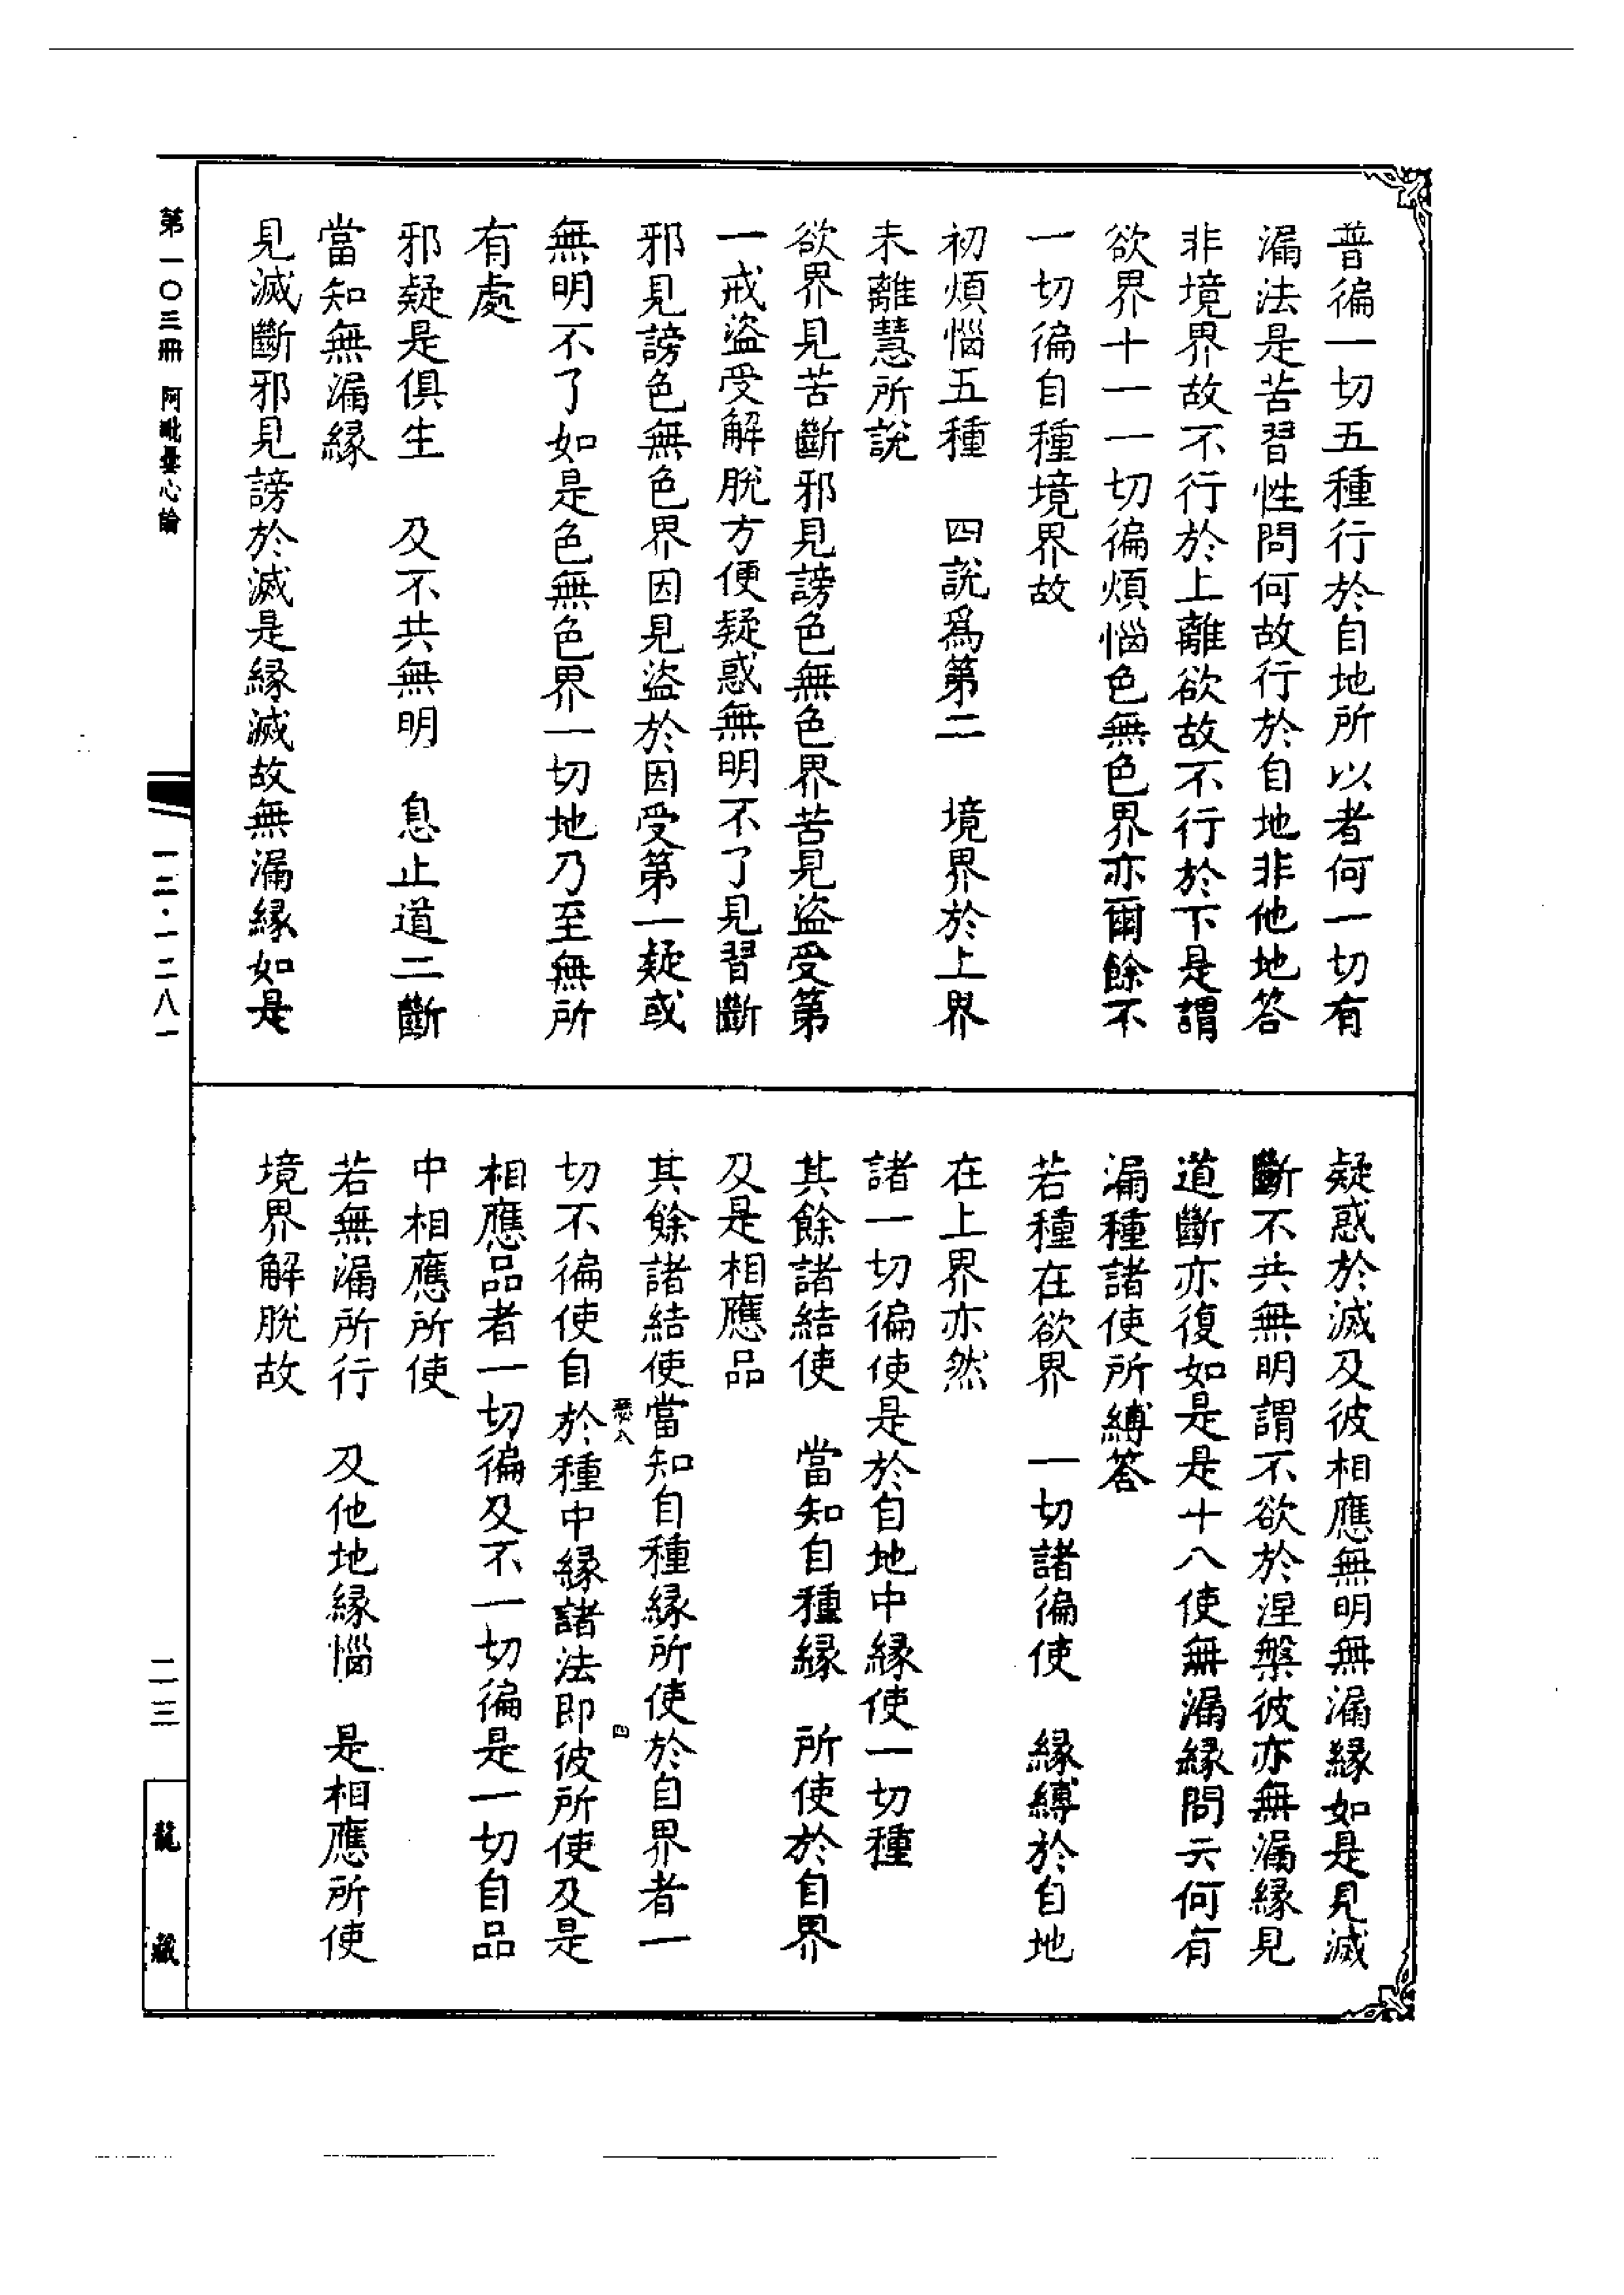 普徧一切五種行於自地所以者何一切有
漏法是苦習性問何故行於自地非他地答
非境界故不行於上離欲故不行於下是謂
欲界十一一切徧煩惱色無色界亦爾餘不
一切徧自種境界故
初煩惱五種　四說爲第二　境界於上界
未離慧所說
欲界見苦斷邪見謗色無色界苦見盜受第
一戒盜受解脫方便疑惑無明不了見習斷
邪見謗色無色界因見盜於因受第一疑或
無明不了如是色無色界一切地乃至無所
有處
邪疑是俱生　及不共無明　息止道二斷
當知無漏緣
見滅斷邪見謗於滅是緣滅故無漏緣如是
疑惑於滅及彼相應無明無漏緣如是見滅
斷不共無明謂不欲於涅槃彼亦無漏緣見
道斷亦復如是是十八使無漏緣問云何有
漏種諸使所縛答
若種在欲界　一切諸徧使　緣縛於自地
在上界亦然
諸一切徧使是於自地中緣使一切種
其餘諸結使　當知自種緣　所使於自界
及是相應品
其餘諸結使當知自種緣所使於自界者一
切不徧使自於種中緣諸法即彼所使及是
相應品者一切徧及不一切徧是一切自品
中相應所使
若無漏所行　及他地緣惱　是相應所使
境界解脫故
四
第一〇三冊　阿毗曇心論
一二·一二八一
二三
龍藏